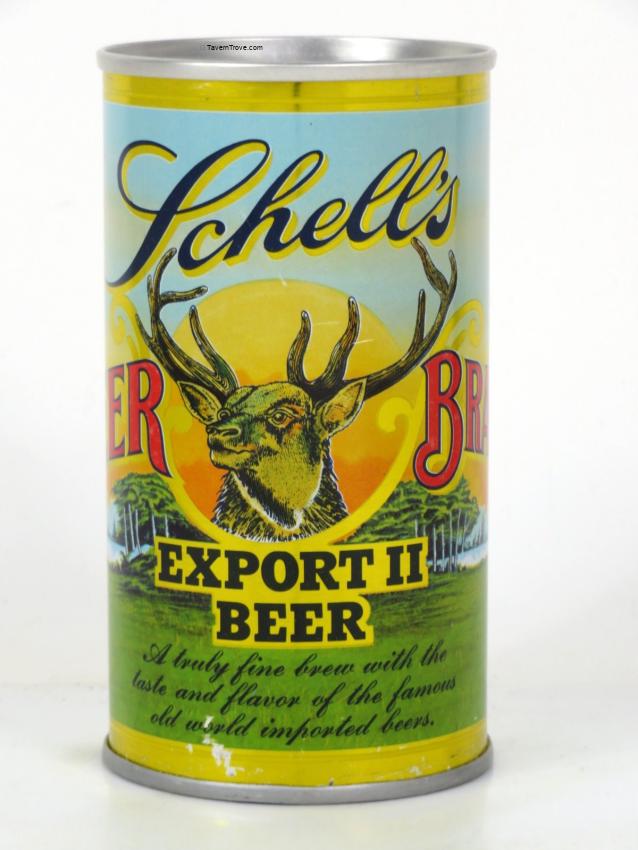 © TavernTrove.com
Schell's
ER BRA
EXPORT II
BEER
A truly fine brew with the
taste and flavor of the famous
old world imported beers.